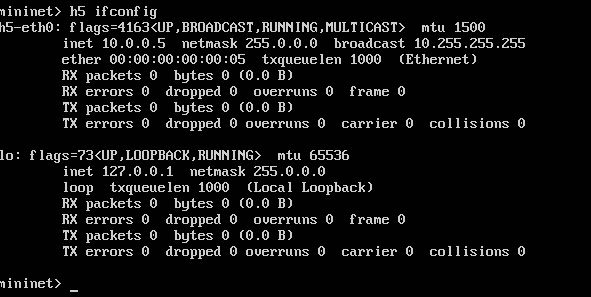 mininet> h5 ifconfig
h5-eth0: flags=4163<UP,BROADCAST,RUNNING,MULTICAST>  mtu 1500
        inet 10.0.0.5  netmask 255.0.0.0  broadcast 10.255.255.255
        ether 00:00:00:00:00:05  txqueuelen 1000  (Ethernet)
        RX packets 0  bytes 0 (0.0 B)
        RX errors 0  dropped 0  overruns 0  frame 0
        TX packets 0  bytes 0 (0.0 B)
        TX errors 0  dropped 0 overruns 0  carrier 0  collisions 0

lo: flags=73<UP,LOOPBACK,RUNNING>  mtu 65536
        inet 127.0.0.1  netmask 255.0.0.0
        loop  txqueuelen 1000  (Local Loopback)
        RX packets 0  bytes 0 (0.0 B)
        RX errors 0  dropped 0  overruns 0  frame 0
        TX packets 0  bytes 0 (0.0 B)
        TX errors 0  dropped 0 overruns 0  carrier 0  collisions 0

mininet> _